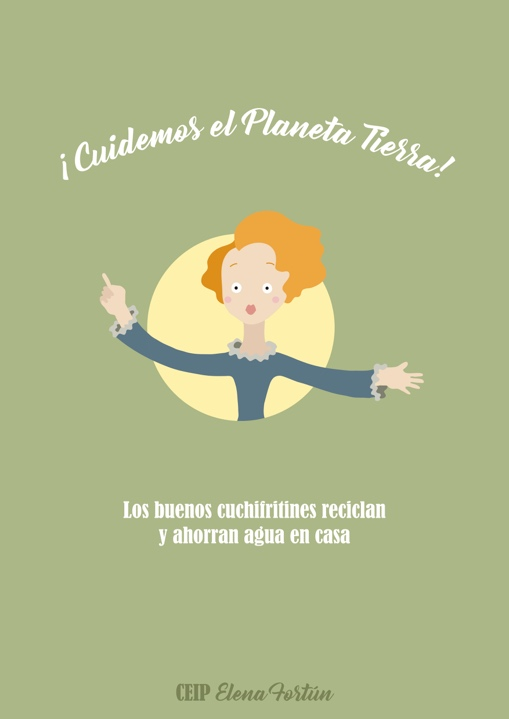 ¡Cuidemos el Planeta Tierra!
Los buenos cuchifritines reciclan
y ahorran agua en casa
CEIP Elena Fortún